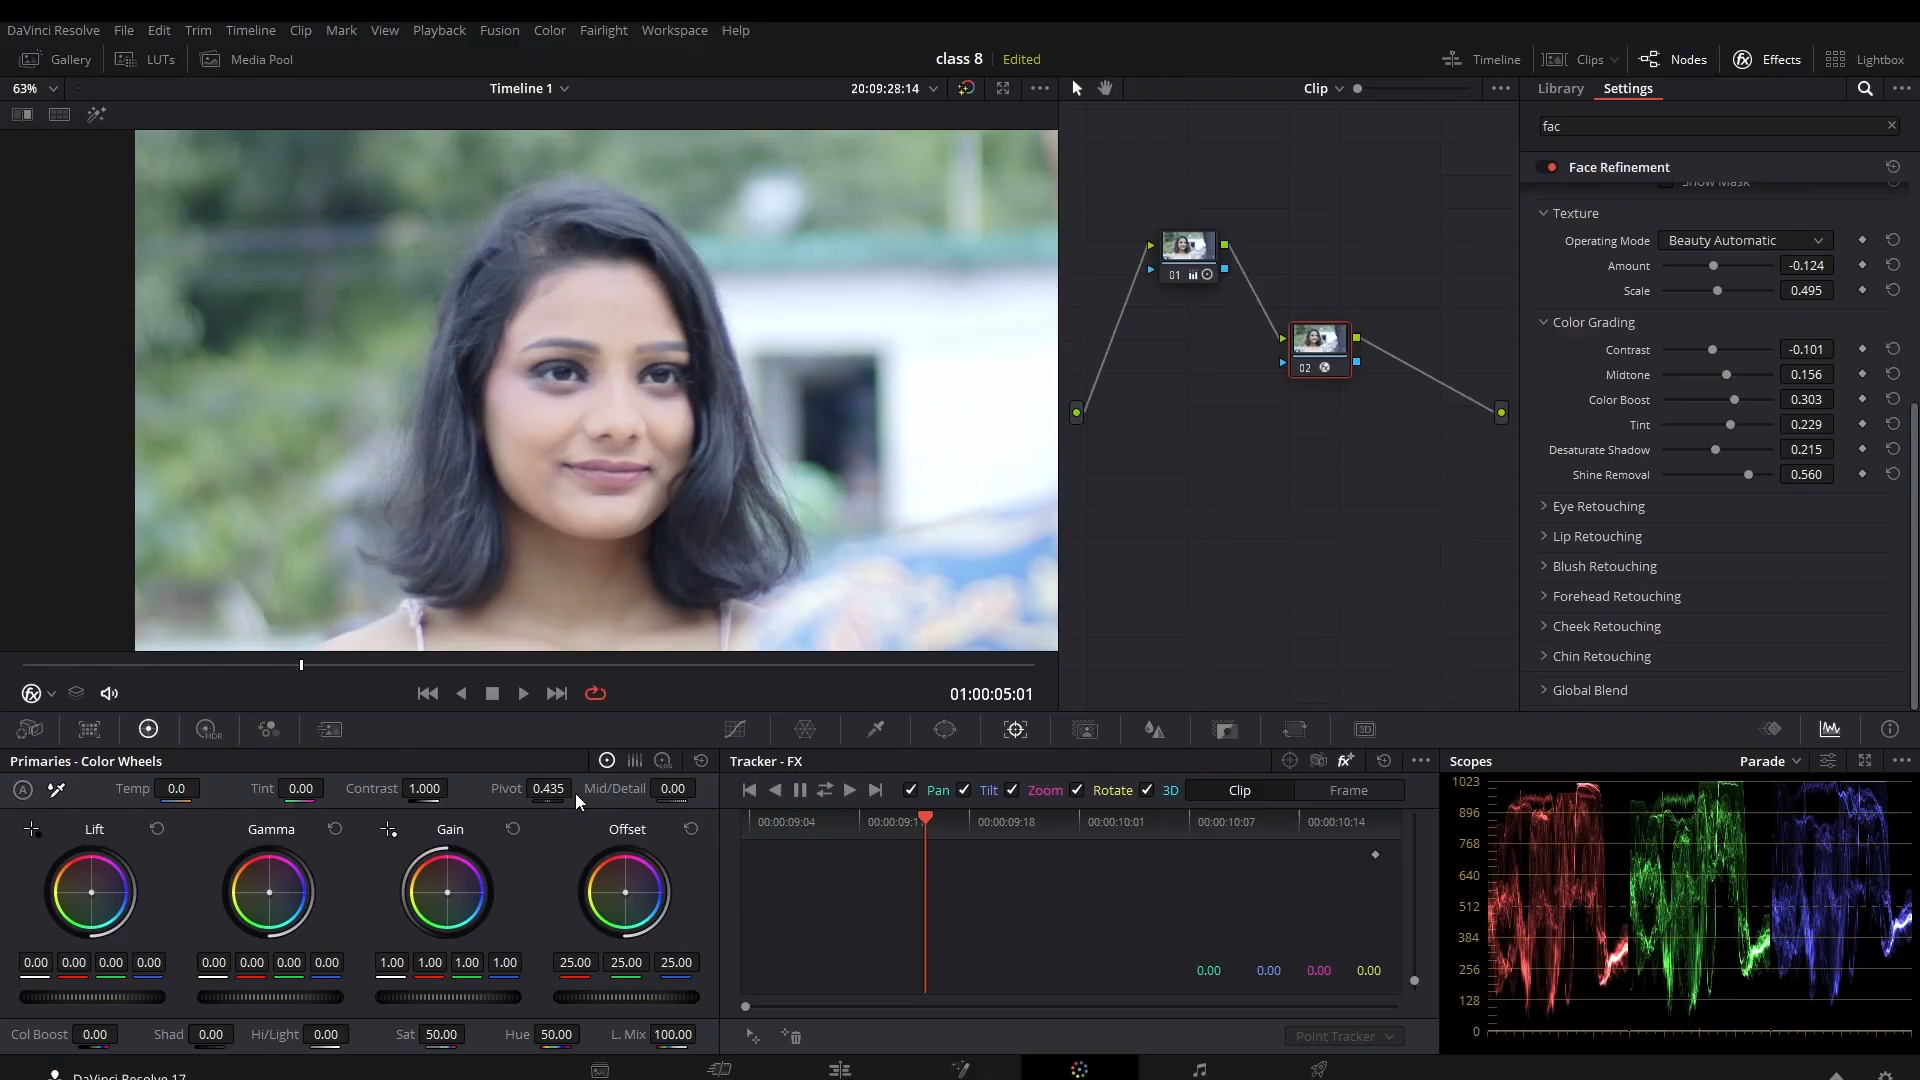 DaVinci Resolve File Edit Trim Timeline Clip Mark View Playback Fusion Color Fairlight Workspace Help
Gallery LUTs Media Pool class 8 Edited Timeline Clips Nodes Effects Lightbox
63% Timeline 1 20:09:28:14 Clip Library Settings
fac
Face Refinement
Show Mask
Texture
Operating Mode Beauty Automatic
Amount -0.124
Scale 0.495
Color Grading
Contrast -0.101
Midtone 0.156
Color Boost 0.303
Tint 0.229
Desaturate Shadow 0.215
Shine Removal 0.560
Eye Retouching
Lip Retouching
Blush Retouching
Forehead Retouching
Cheek Retouching
Chin Retouching
Global Blend
01
02
01:00:05:01
HDR
3D
Primaries - Color Wheels
LOG
A Temp 0.0 Tint 0.00 Contrast 1.000 Pivot 0.435 Mid/Detail 0.00
Lift Gamma Gain Offset
0.00 0.00 0.00 0.00 0.00 0.00 0.00 0.00 1.00 1.00 1.00 1.00 25.00 25.00 25.00
Col Boost 0.00 Shad 0.00 Hi/Light 0.00 Sat 50.00 Hue 50.00 L. Mix 100.00
Tracker - FX
Pan Tilt Zoom Rotate 3D Clip Frame
00:00:09:04 00:00:09:1 00:00:09:18 00:00:10:01 00:00:10:07 00:00:10:14
0.00 0.00 0.00 0.00
Point Tracker
Scopes Parade
1023
896
768
640
512
384
256
128
0
DaVinci Resolve 17